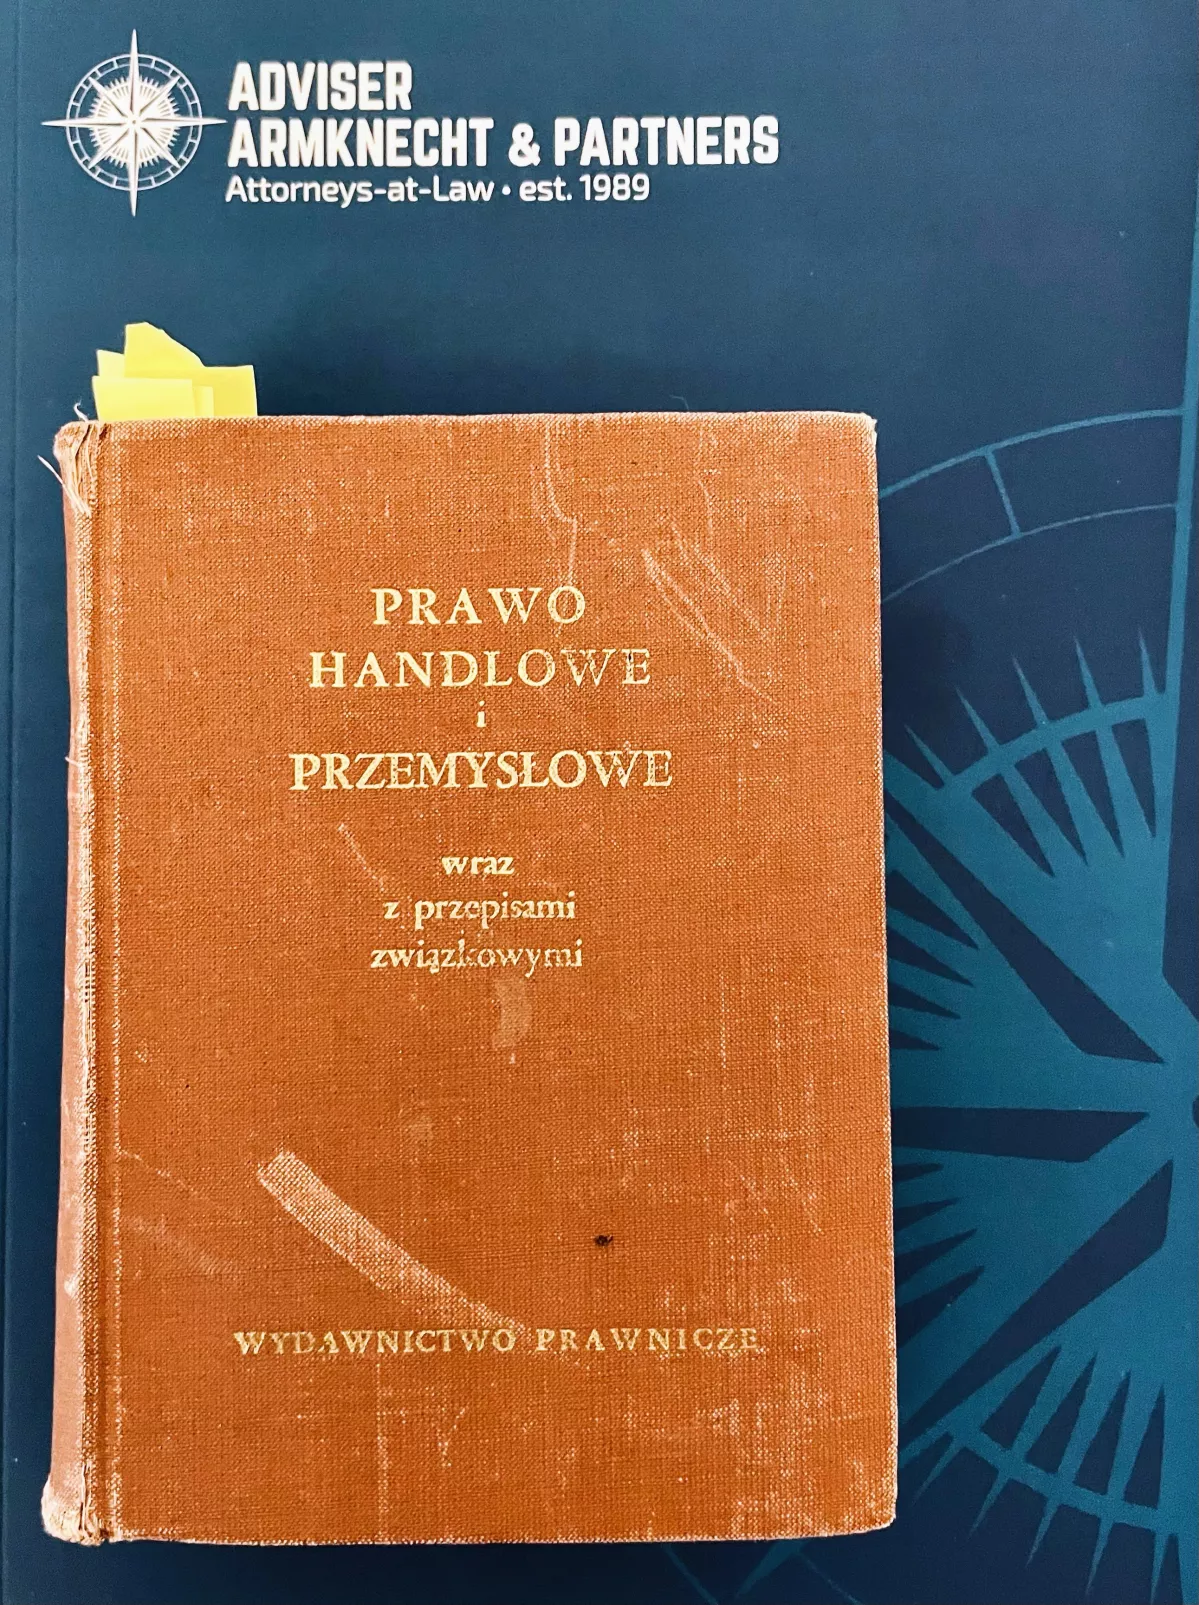 ADVISER
ARMKNECHT & PARTNERS
Attorneys-at-Law • est. 1989
PRAWO
HANDLOWE
i
PRZEMYSŁOWE
wraz
z przepisami
związkowymi
WYDAWNICTWO PRAWNICZE